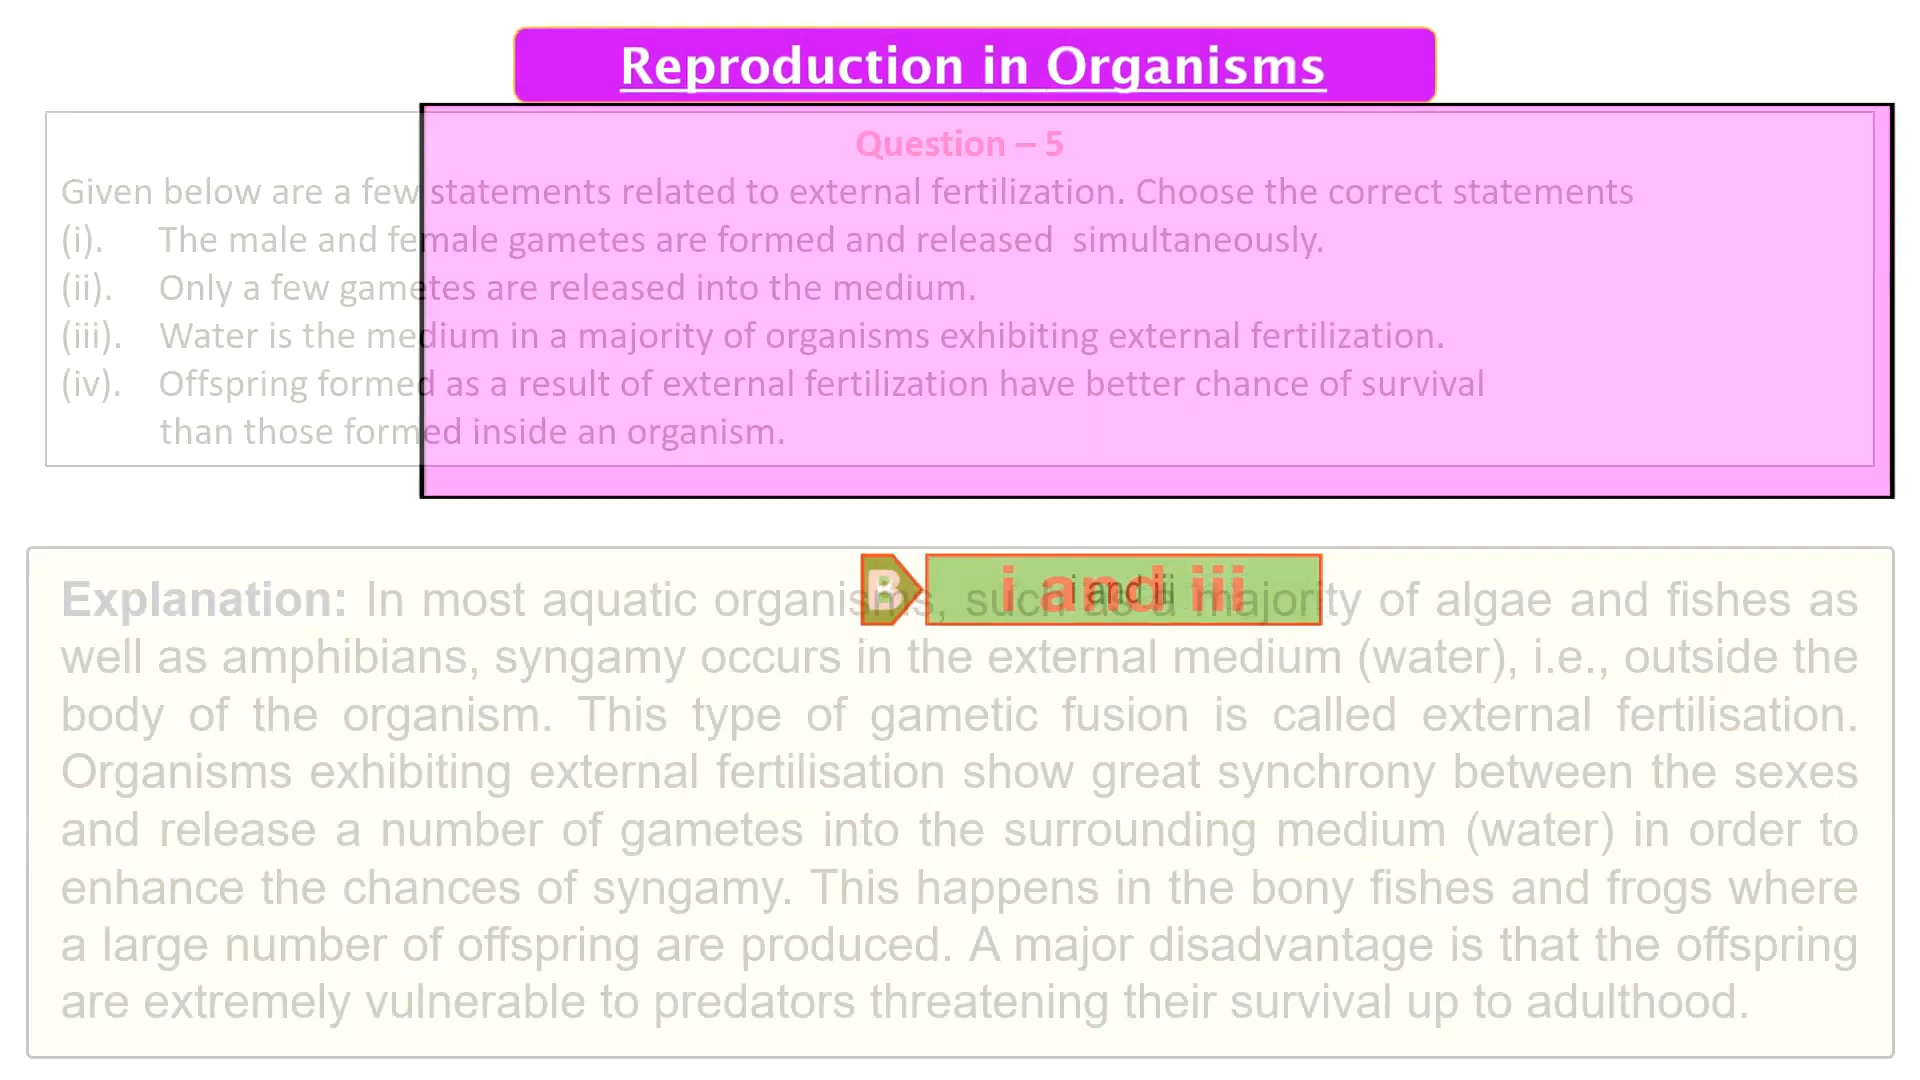 Reproduction in Organisms
Question – 5
Given below are a few statements related to external fertilization. Choose the correct statements
(i). The male and female gametes are formed and released simultaneously.
(ii). Only a few gametes are released into the medium.
(iii). Water is the medium in a majority of organisms exhibiting external fertilization.
(iv). Offspring formed as a result of external fertilization have better chance of survival
than those formed inside an organism.
B i and iii
i and iii
Explanation: In most aquatic organisms, such as a majority of algae and fishes as
well as amphibians, syngamy occurs in the external medium (water), i.e., outside the
body of the organism. This type of gametic fusion is called external fertilisation.
Organisms exhibiting external fertilisation show great synchrony between the sexes
and release a number of gametes into the surrounding medium (water) in order to
enhance the chances of syngamy. This happens in the bony fishes and frogs where
a large number of offspring are produced. A major disadvantage is that the offspring
are extremely vulnerable to predators threatening their survival up to adulthood.